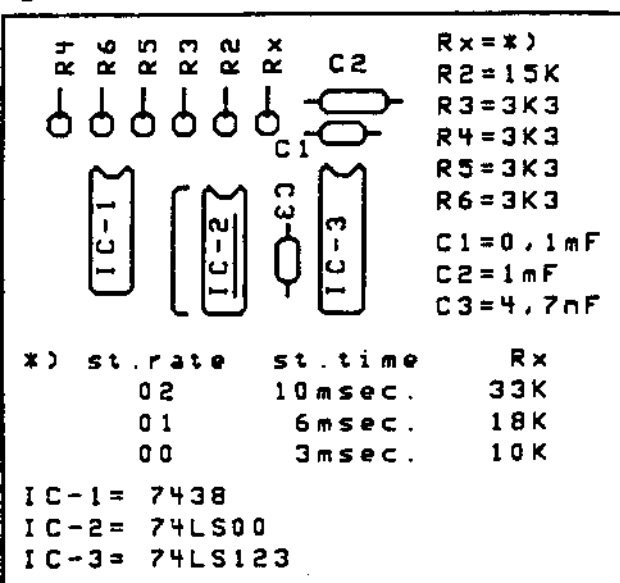 R4 R6 R5 R3 R2 Rx
C2
C1
IC-1
IC-2
C3
IC-3
Rx=*)
R2=15K
R3=3K3
R4=3K3
R5=3K3
R6=3K3
C1=0,1mF
C2=1mF
C3=4,7nF
*) st.rate st.time Rx
02 10msec. 33K
01 6msec. 18K
00 3msec. 10K
IC-1= 7438
IC-2= 74LS00
IC-3= 74LS123